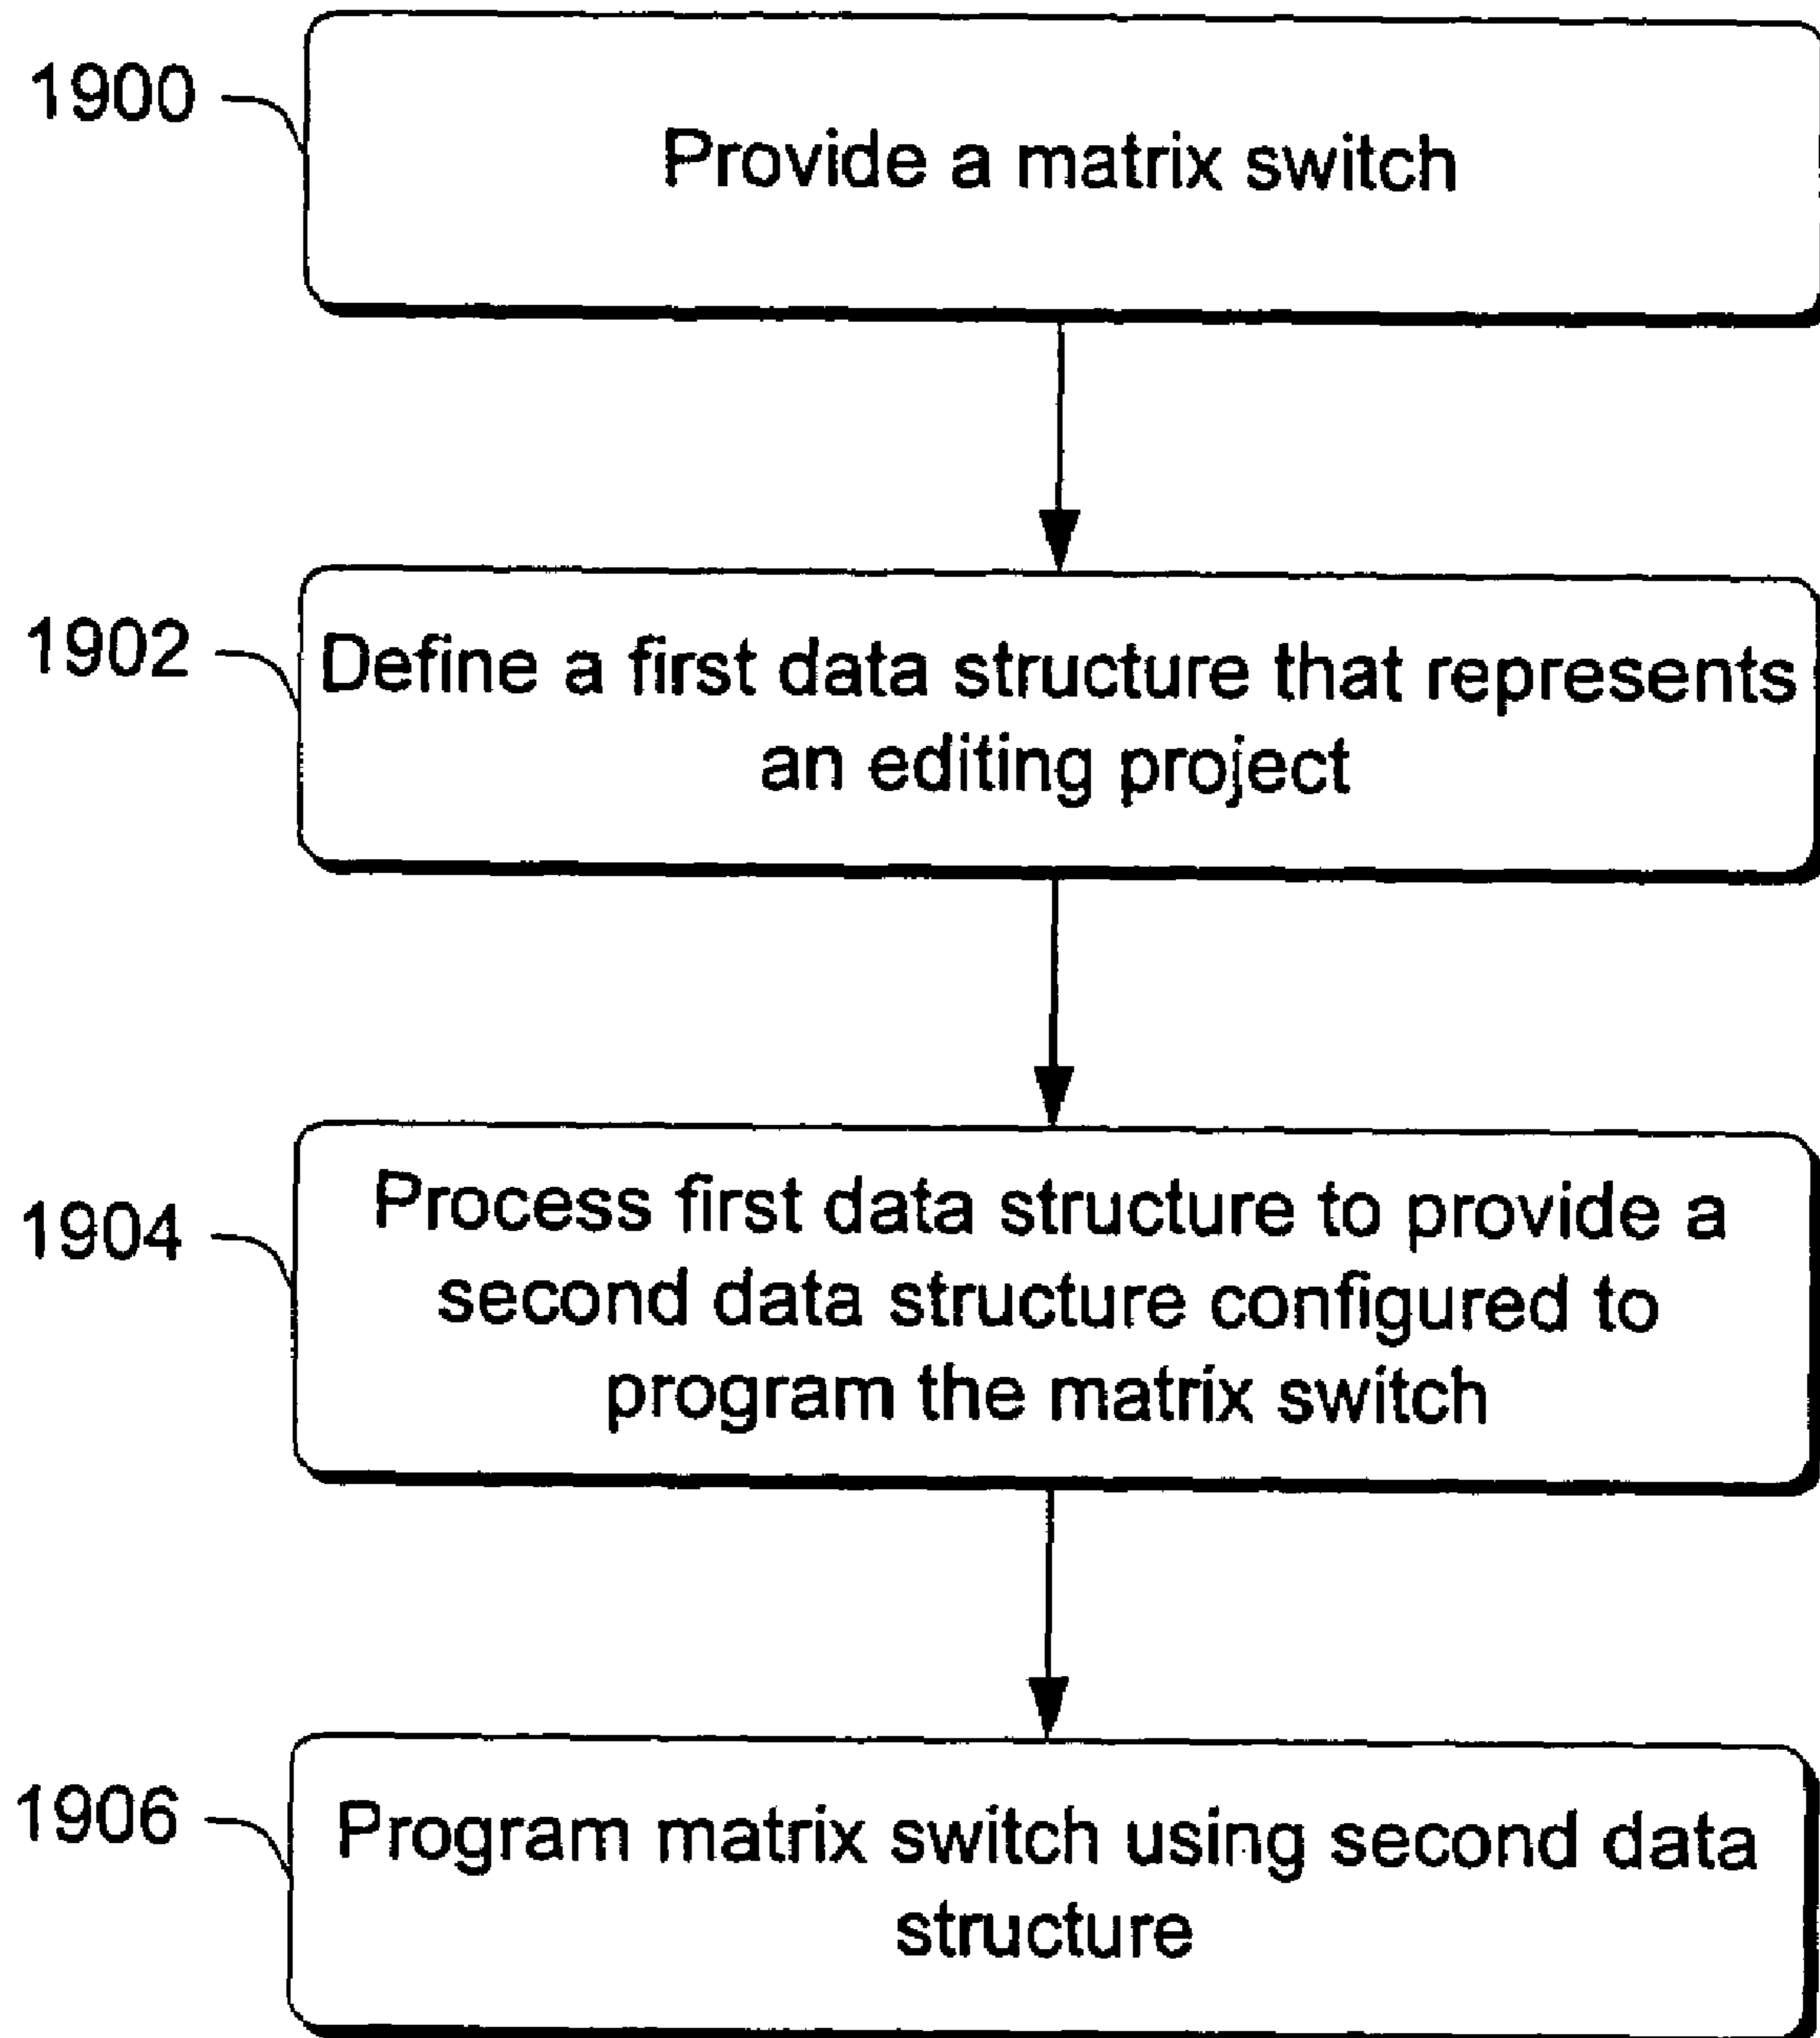 1900
Provide a matrix switch
1902
Define a first data structure that represents
an editing project
1904
Process first data structure to provide a
second data structure configured to
program the matrix switch
1906
Program matrix switch using second data
structure